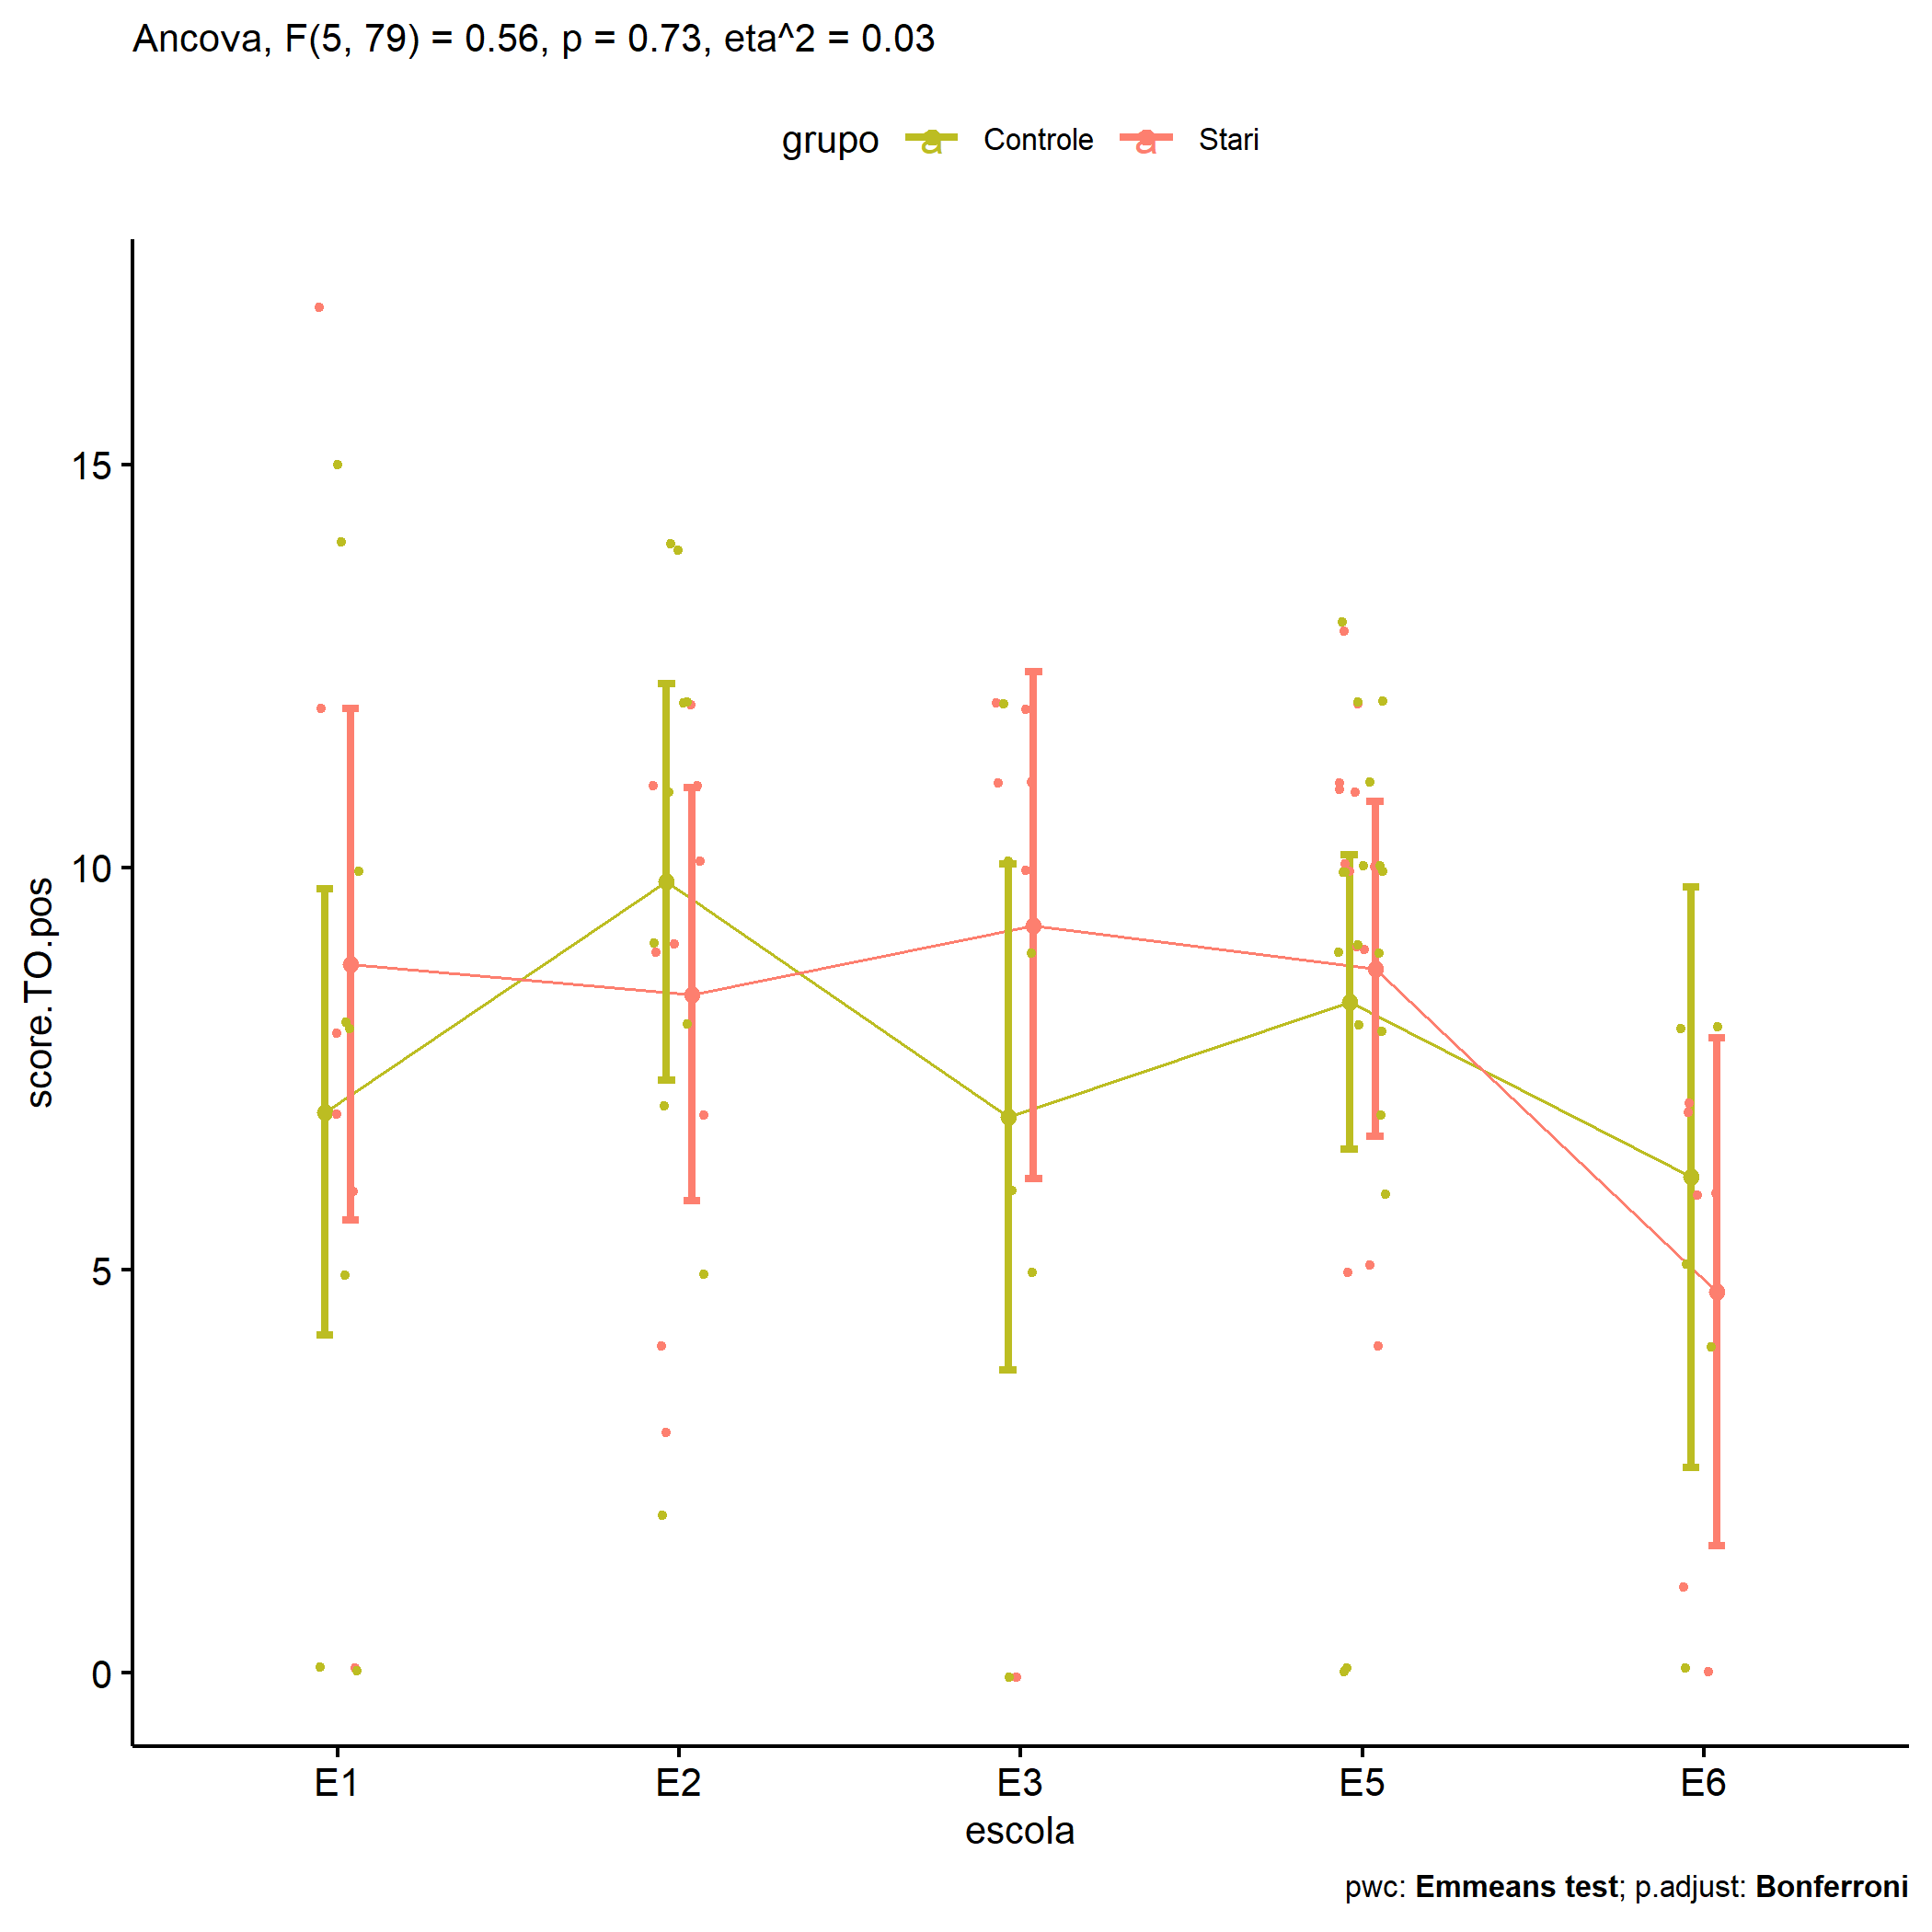 Ancova, F(5, 79) = 0.56, p = 0.73, eta^2 = 0.03
grupo a Controle a Stari
score.TO.pos
15
10
5
0
E1 E2 E3 E5 E6
escola
pwc: Emmeans test; p.adjust: Bonferroni